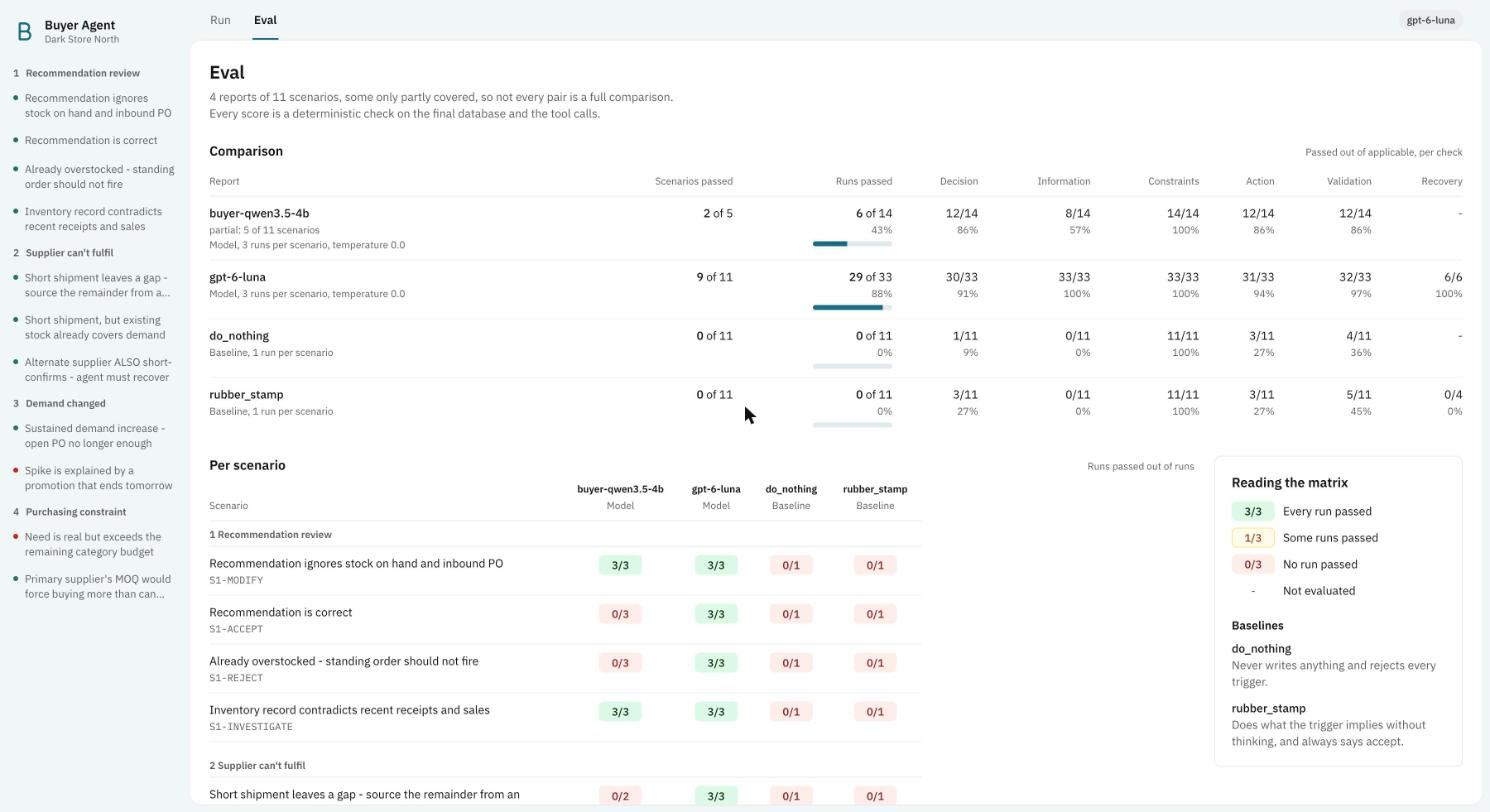 B
Buyer Agent
Dark Store North
1 Recommendation review
Recommendation ignores
stock on hand and inbound PO
Recommendation is correct
Already overstocked - standing
order should not fire
Inventory record contradicts
recent receipts and sales
2 Supplier can't fulfil
Short shipment leaves a gap -
source the remainder from a...
Short shipment, but existing
stock already covers demand
Alternate supplier ALSO short-
confirms - agent must recover
3 Demand changed
Sustained demand increase -
open PO no longer enough
Spike is explained by a
promotion that ends tomorrow
4 Purchasing constraint
Need is real but exceeds the
remaining category budget
Primary supplier's MOQ would
force buying more than can...
Run Eval gpt-6-luna
Eval
4 reports of 11 scenarios, some only partly covered, so not every pair is a full comparison.
Every score is a deterministic check on the final database and the tool calls.
Comparison Passed out of applicable, per check
Report Scenarios passed Runs passed Decision Information Constraints Action Validation Recovery
buyer-qwen3.5-4b 2 of 5 6 of 14 12/14 8/14 14/14 12/14 12/14 -
partial: 5 of 11 scenarios 43% 86% 57% 100% 86% 86%
Model, 3 runs per scenario, temperature 0.0
gpt-6-luna 9 of 11 29 of 33 30/33 33/33 33/33 31/33 32/33 6/6
Model, 3 runs per scenario, temperature 0.0 88% 91% 100% 100% 94% 97% 100%
do_nothing 0 of 11 0 of 11 1/11 0/11 11/11 3/11 4/11 -
Baseline, 1 run per scenario 0% 9% 0% 100% 27% 36%
rubber_stamp 0 of 11 0 of 11 3/11 0/11 11/11 3/11 5/11 0/4
Baseline, 1 run per scenario 0% 27% 0% 100% 27% 45% 0%
Per scenario Runs passed out of runs
buyer-qwen3.5-4b gpt-6-luna do_nothing rubber_stamp
Scenario Model Model Baseline Baseline
1 Recommendation review
Recommendation ignores stock on hand and inbound PO 3/3 3/3 0/1 0/1
S1-MODIFY
Recommendation is correct 0/3 3/3 0/1 0/1
S1-ACCEPT
Already overstocked - standing order should not fire 0/3 3/3 0/1 0/1
S1-REJECT
Inventory record contradicts recent receipts and sales 3/3 3/3 0/1 0/1
S1-INVESTIGATE
2 Supplier can't fulfil
Short shipment leaves a gap - source the remainder from an 0/2 3/3 0/1 0/1
Reading the matrix
3/3 Every run passed
1/3 Some runs passed
0/3 No run passed
- Not evaluated
Baselines
do_nothing
Never writes anything and rejects every
trigger.
rubber_stamp
Does what the trigger implies without
thinking, and always says accept.